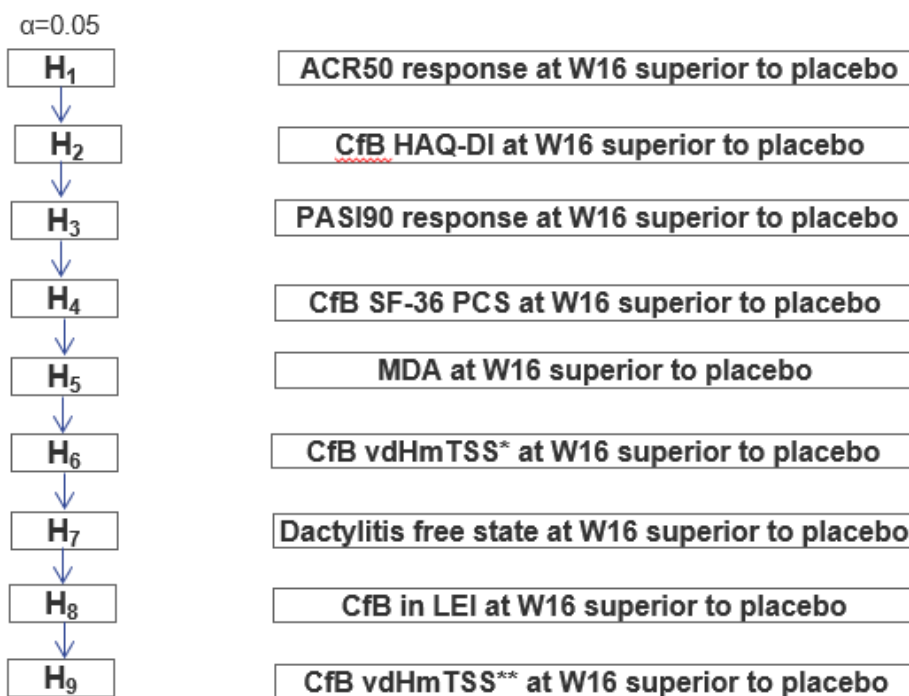 α=0.05
H₁ ACR50 response at W16 superior to placebo
H₂ CfB HAQ-DI at W16 superior to placebo
H₃ PASI90 response at W16 superior to placebo
H₄ CfB SF-36 PCS at W16 superior to placebo
H₅ MDA at W16 superior to placebo
H₆ CfB vdHmTSS* at W16 superior to placebo
H₇ Dactylitis free state at W16 superior to placebo
H₈ CfB in LEI at W16 superior to placebo
H₉ CfB vdHmTSS** at W16 superior to placebo